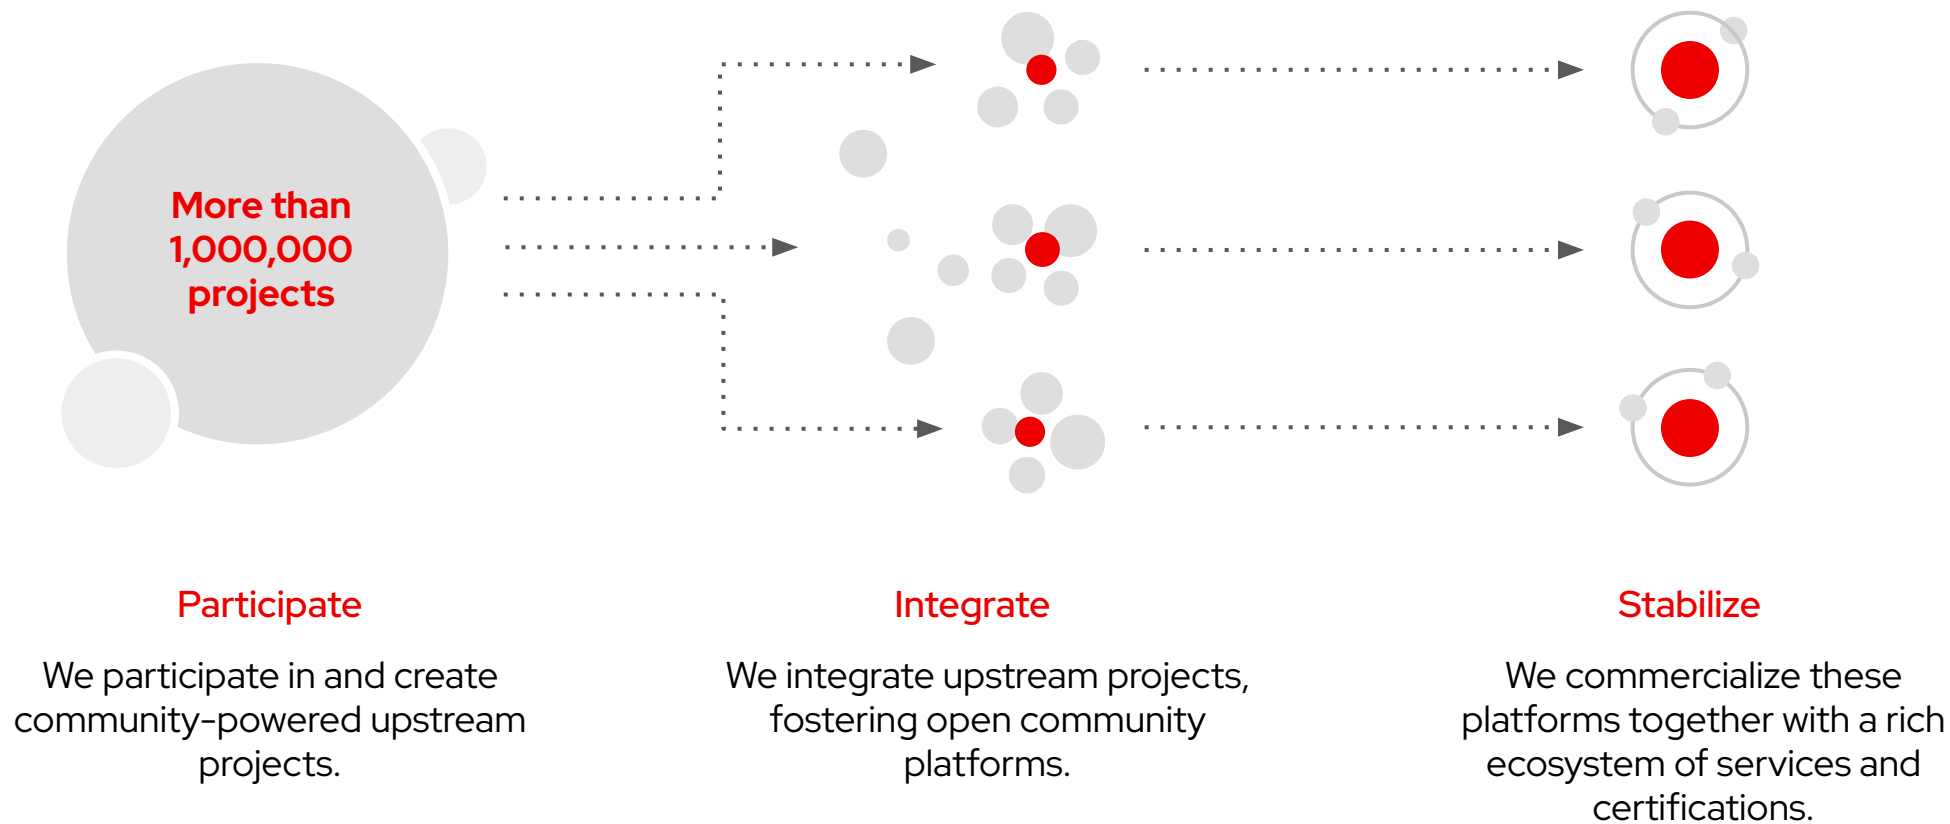 More than
1,000,000
projects
Participate
We participate in and create
community-powered upstream
projects.
Integrate
We integrate upstream projects,
fostering open community
platforms.
Stabilize
We commercialize these
platforms together with a rich
ecosystem of services and
certifications.